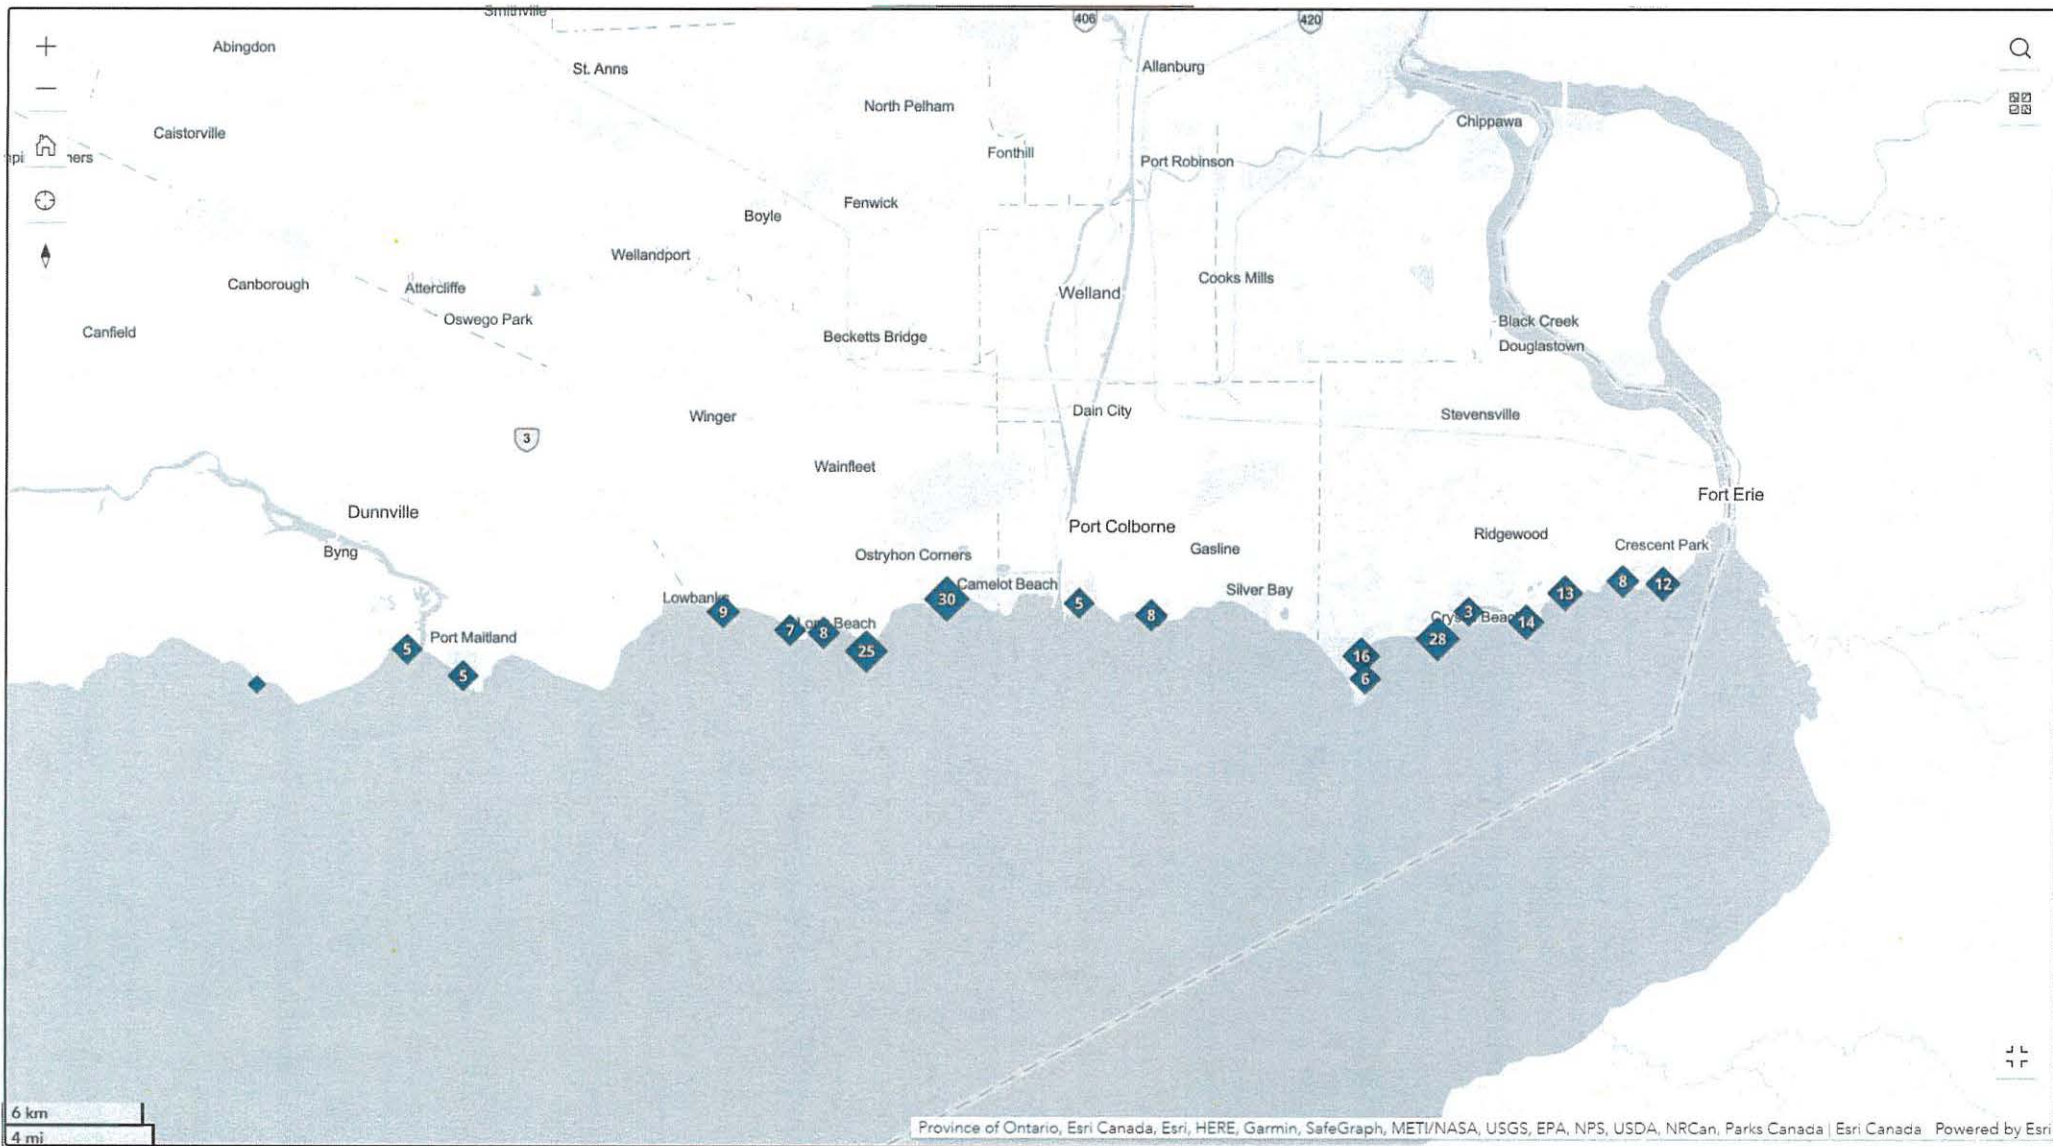 Smithville
406
420
Abingdon
St. Anns
Allanburg
North Pelham
Chippawa
Caistorville
Fonthill
Port Robinson
ners
Fenwick
Boyle
Wellandport
Cooks Mills
Canborough
Attercliffe
Welland
Oswego Park
Black Creek
Canfield
Becketts Bridge
Douglastown
Winger
Dain City
Stevensville
3
Wainfleet
Fort Erie
Dunnville
Port Colborne
Ridgewood
Byng
Ostryhon Corners
Gasline
Crescent Park
Camelot Beach
Silver Bay
Lowbanks
9
30
5
8
3
13
8
12
Long Beach
7
8
Crystal Beach
14
Port Maitland
5
25
28
16
5
6
6 km
4 mi
Province of Ontario, Esri Canada, Esri, HERE, Garmin, SafeGraph, METI/NASA, USGS, EPA, NPS, USDA, NRCan, Parks Canada | Esri Canada Powered by Esri